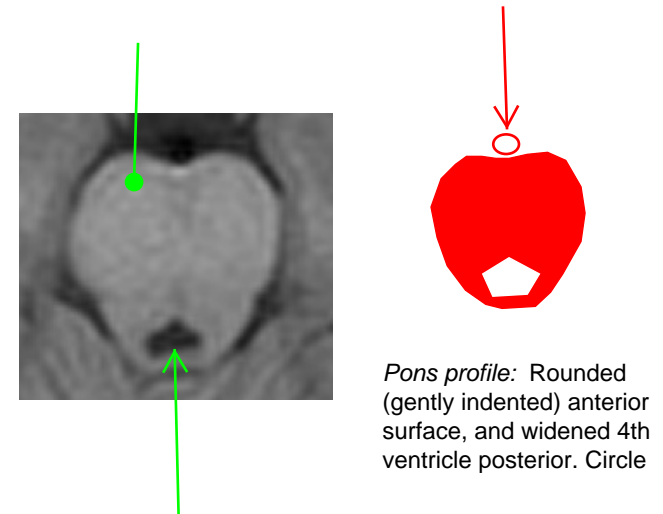 Pons profile:  Rounded
(gently indented) anterior
surface, and widened 4th
ventricle posterior. Circle